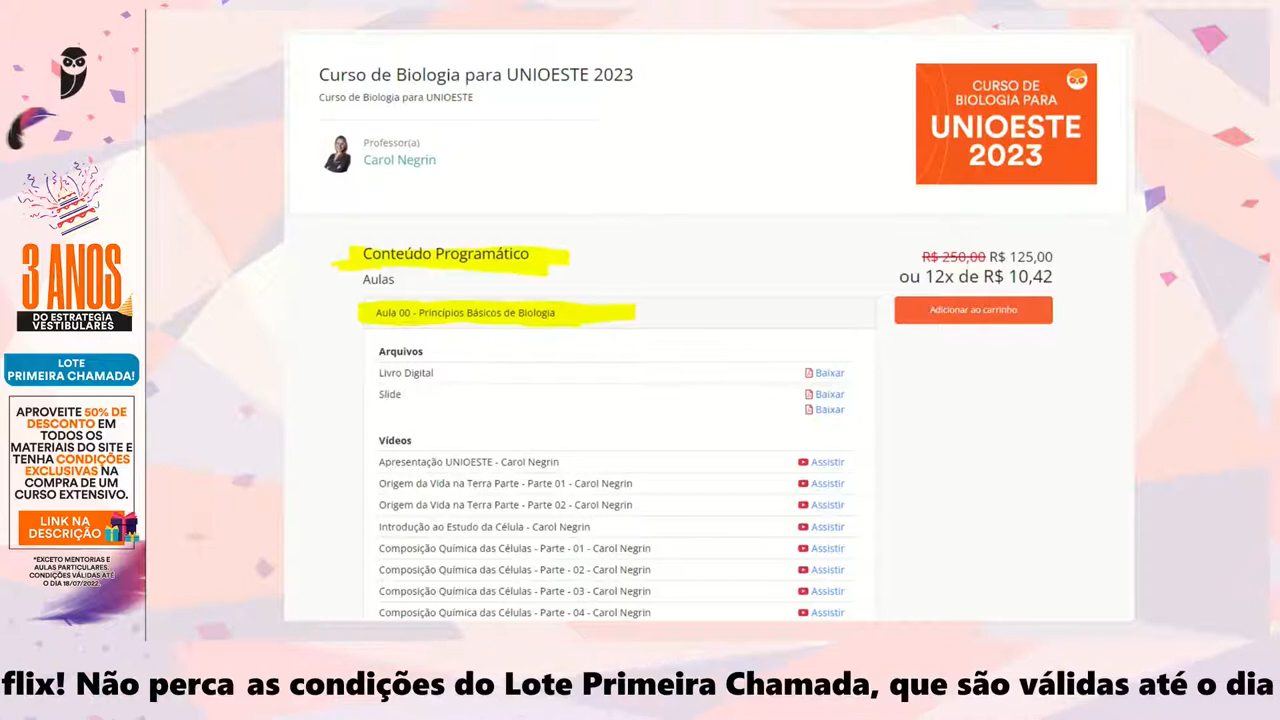 3 ANOS
DO ESTRATEGIA
VESTIBULARES
LOTE
PRIMEIRA CHAMADA!
APROVEITE 50% DE
DESCONTO EM
TODOS OS
MATERIAIS DO SITE E
TENHA CONDIÇÕES
EXCLUSIVAS NA
COMPRA DE UM
CURSO EXTENSIVO.
LINK NA
DESCRIÇÃO
*EXCETO MENTORIAS E
AULAS PARTICULARES.
CONDIÇÕES VÁLIDAS ATÉ
O DIA 18/07/2022.
Curso de Biologia para UNIOESTE 2023
Curso de Biologia para UNIOESTE
Professor(a)
Carol Negrin
CURSO DE
BIOLOGIA PARA
UNIOESTE
2023
Conteúdo Programático
Aulas
R$ 250,00 R$ 125,00
ou 12x de R$ 10,42
Adicionar ao carrinho
Aula 00 - Princípios Básicos de Biologia
Arquivos
Livro Digital Baixar
Slide Baixar
Baixar
Vídeos
Apresentação UNIOESTE - Carol Negrin Assistir
Origem da Vida na Terra Parte - Parte 01 - Carol Negrin Assistir
Origem da Vida na Terra Parte - Parte 02 - Carol Negrin Assistir
Introdução ao Estudo da Célula - Carol Negrin Assistir
Composição Química das Células - Parte - 01 - Carol Negrin Assistir
Composição Química das Células - Parte - 02 - Carol Negrin Assistir
Composição Química das Células - Parte - 03 - Carol Negrin Assistir
Composição Química das Células - Parte - 04 - Carol Negrin Assistir
flix! Não perca as condições do Lote Primeira Chamada, que são válidas até o dia